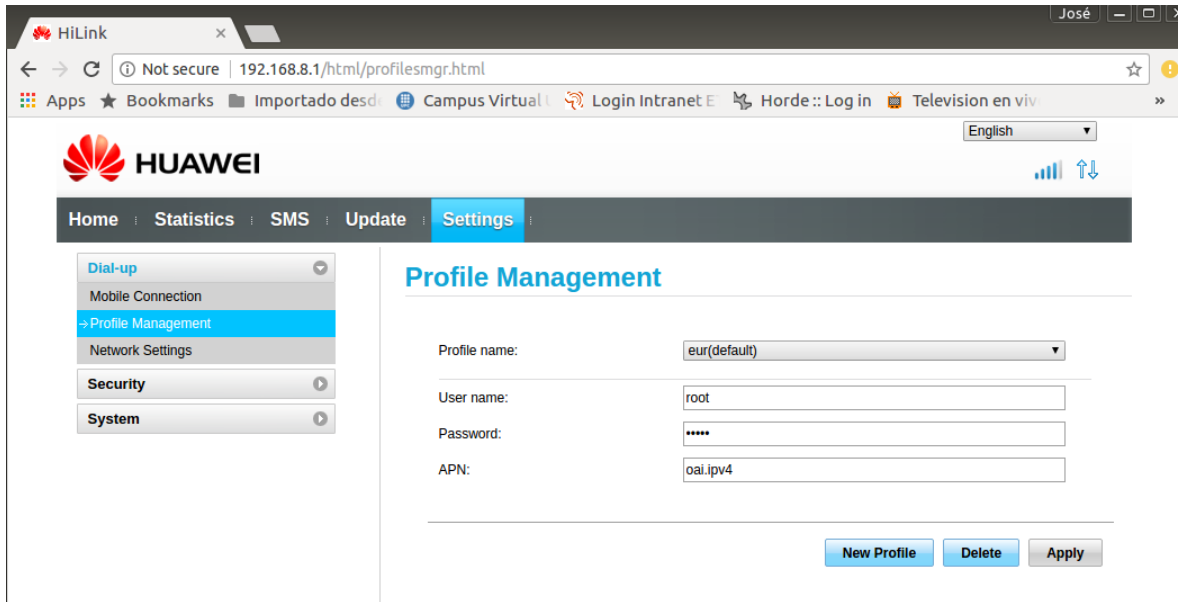 José
HiLink
Not secure 192.168.8.1/html/profilesmgr.html
Apps Bookmarks Importado desd Campus Virtual Login Intranet E Horde :: Log in Television en viv »
English
HUAWEI
Home Statistics SMS Update Settings
Dial-up
Mobile Connection
Profile Management
Network Settings
Security
System
Profile Management
Profile name: eur(default)
User name: root
Password: •••••
APN: oai.ipv4
New Profile Delete Apply